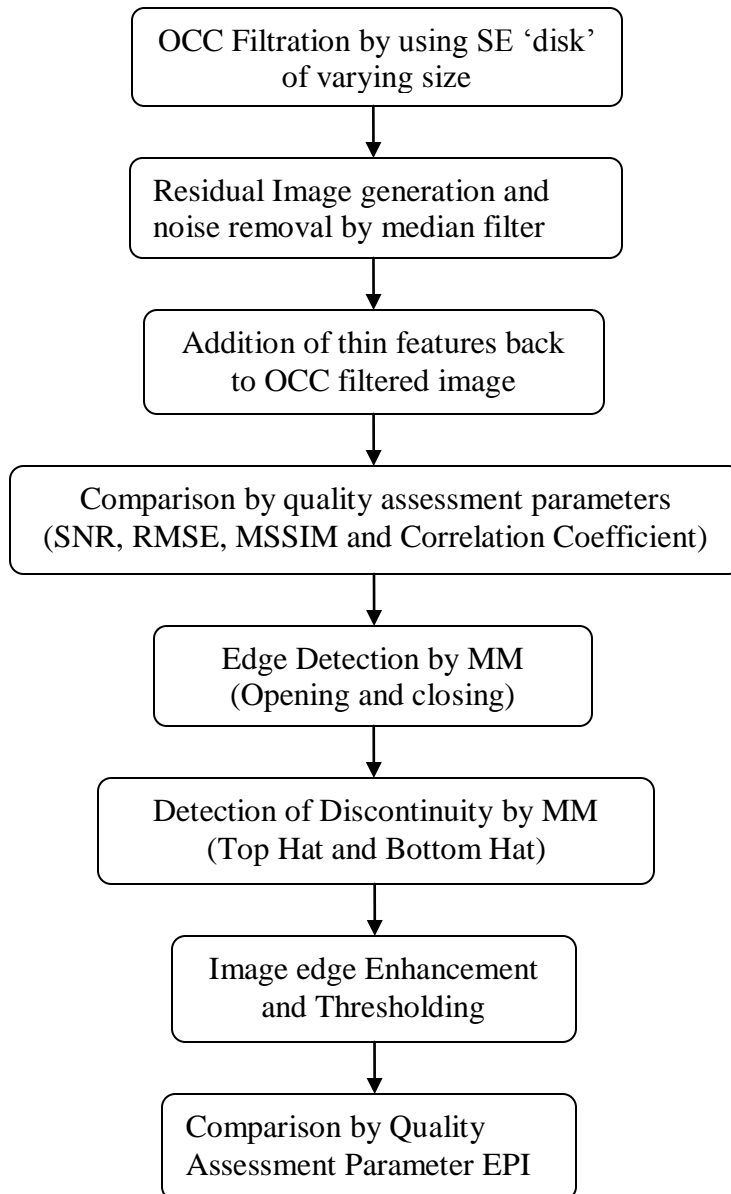 OCC Filtration by using SE ‘disk’
of varying size
Residual Image generation and
noise removal by median filter
Addition of thin features back
to OCC filtered image
Comparison by quality assessment parameters
(SNR, RMSE, MSSIM and Correlation Coefficient)
Edge Detection by MM
(Opening and closing)
Detection of Discontinuity by MM
(Top Hat and Bottom Hat)
Image edge Enhancement
and Thresholding
Comparison by Quality
Assessment Parameter EPI